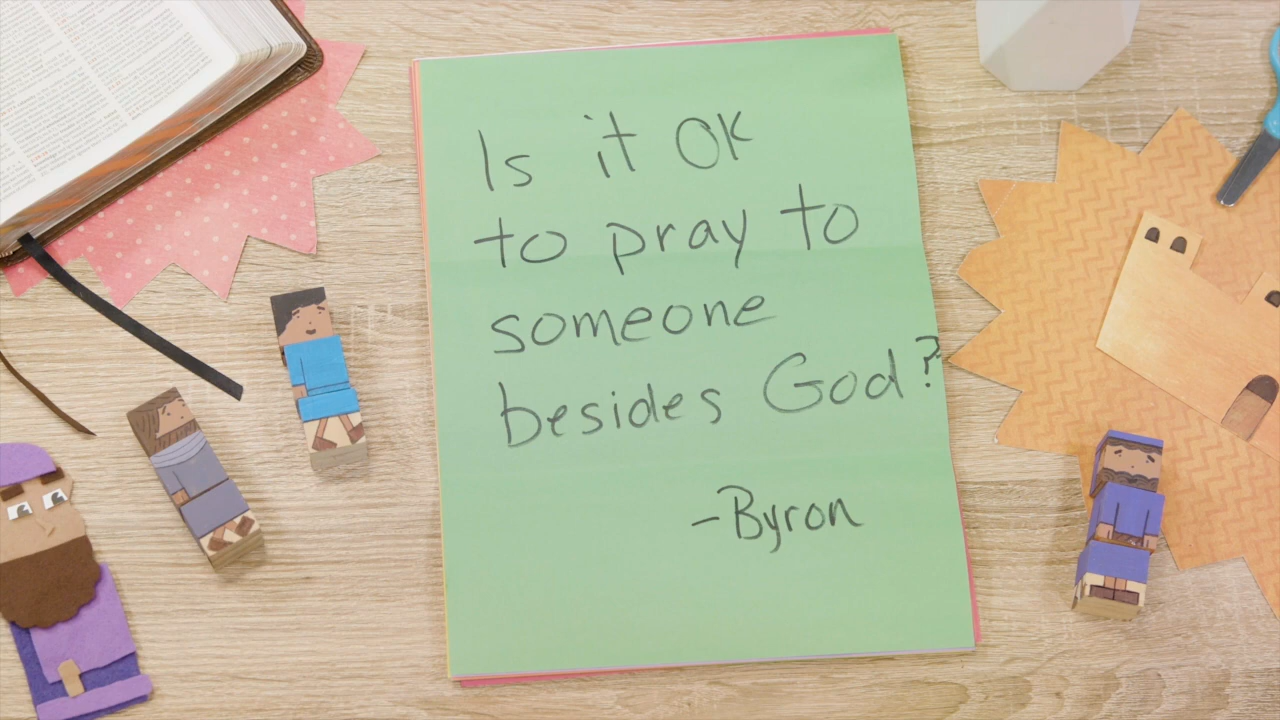 Is it OK
to pray to
someone
besides God?
-Byron